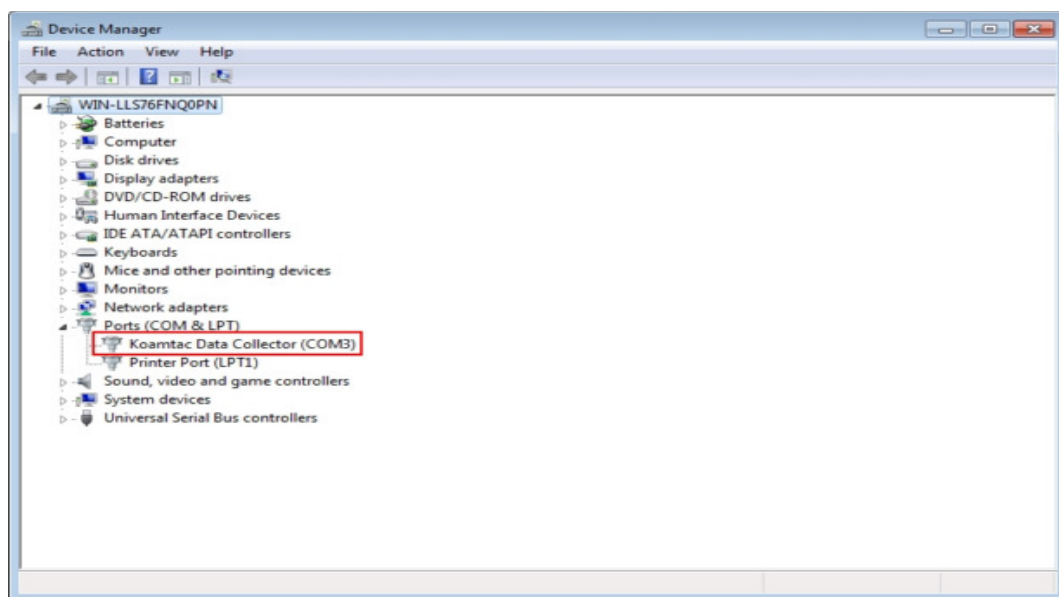 Device Manager
File Action View Help
WIN-LLS76FNQ0PN
Batteries
Computer
Disk drives
Display adapters
DVD/CD-ROM drives
Human Interface Devices
IDE ATA/ATAPI controllers
Keyboards
Mice and other pointing devices
Monitors
Network adapters
Ports (COM & LPT)
Koamtac Data Collector (COM3)
Printer Port (LPT1)
Sound, video and game controllers
System devices
Universal Serial Bus controllers